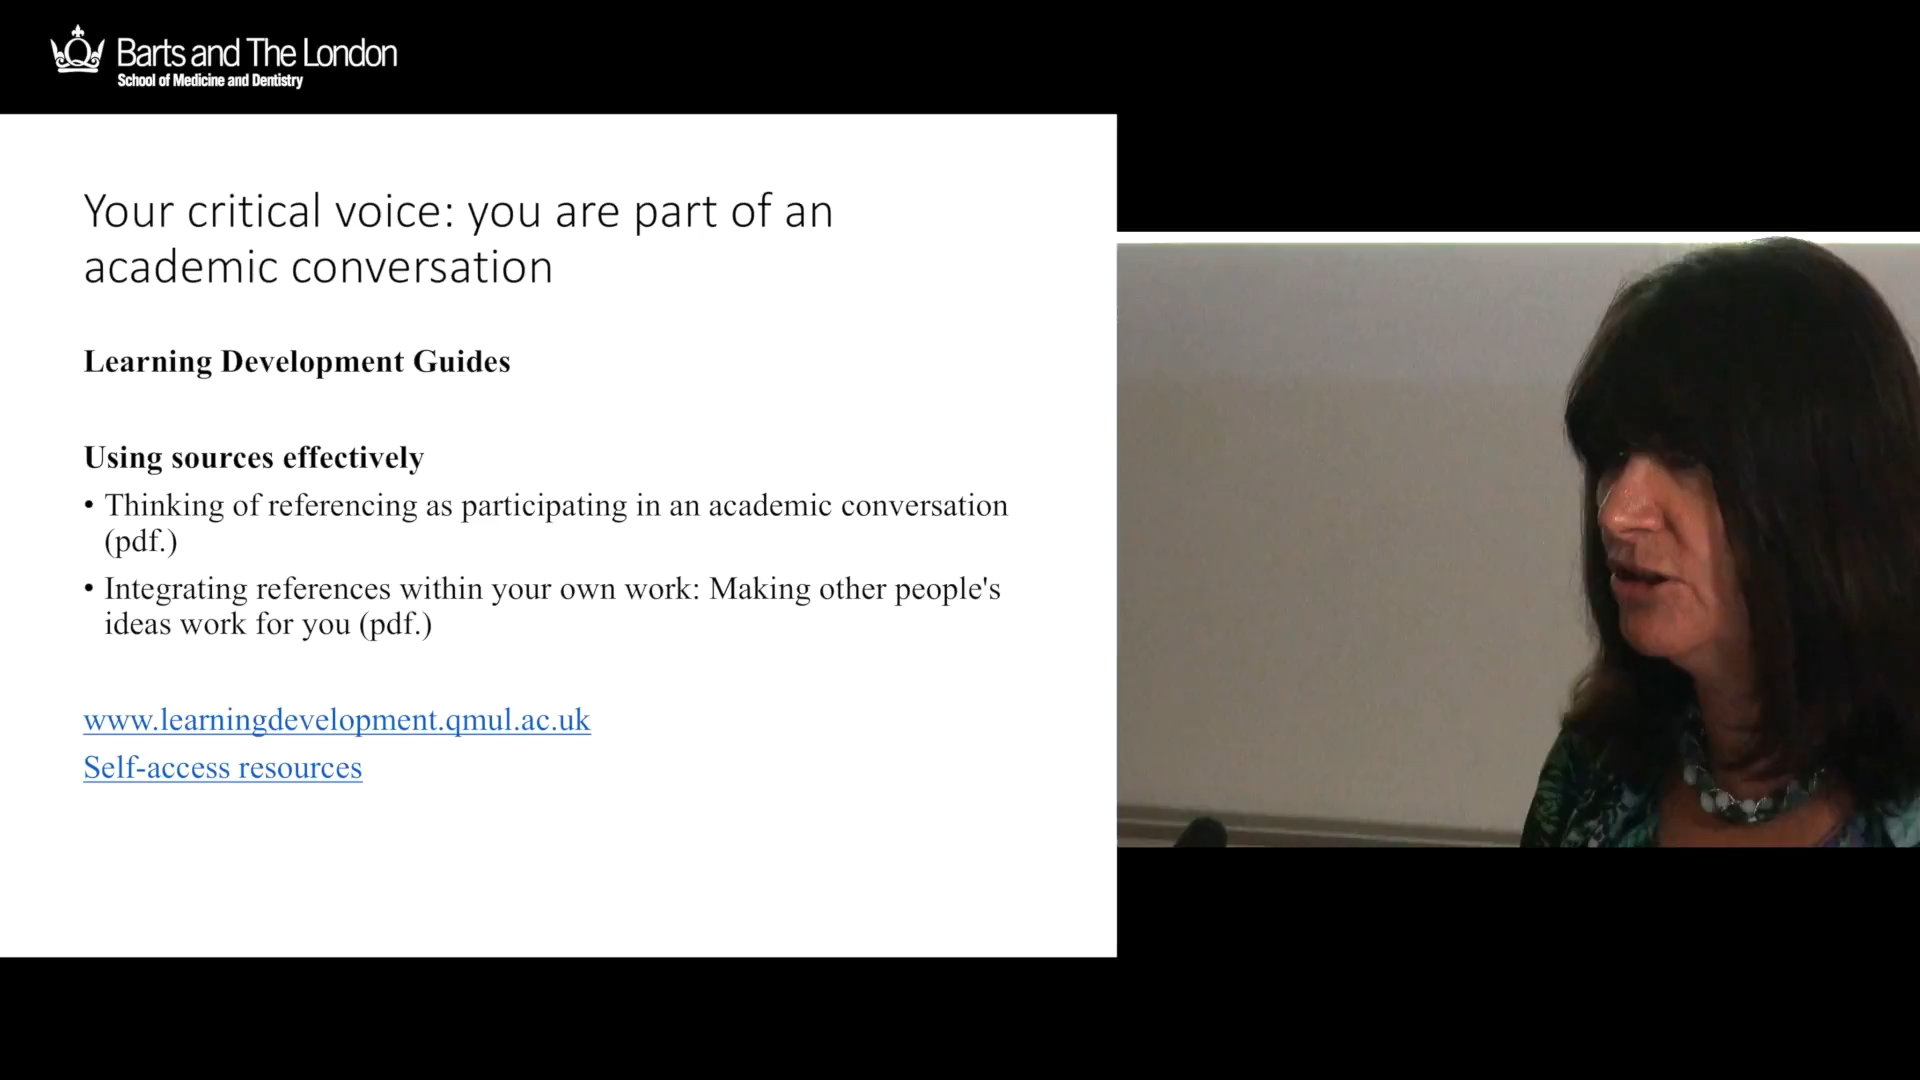 Barts and The London
School of Medicine and Dentistry
Your critical voice: you are part of an
academic conversation
Learning Development Guides
Using sources effectively
• Thinking of referencing as participating in an academic conversation
(pdf.)
• Integrating references within your own work: Making other people's
ideas work for you (pdf.)
www.learningdevelopment.qmul.ac.uk
Self-access resources